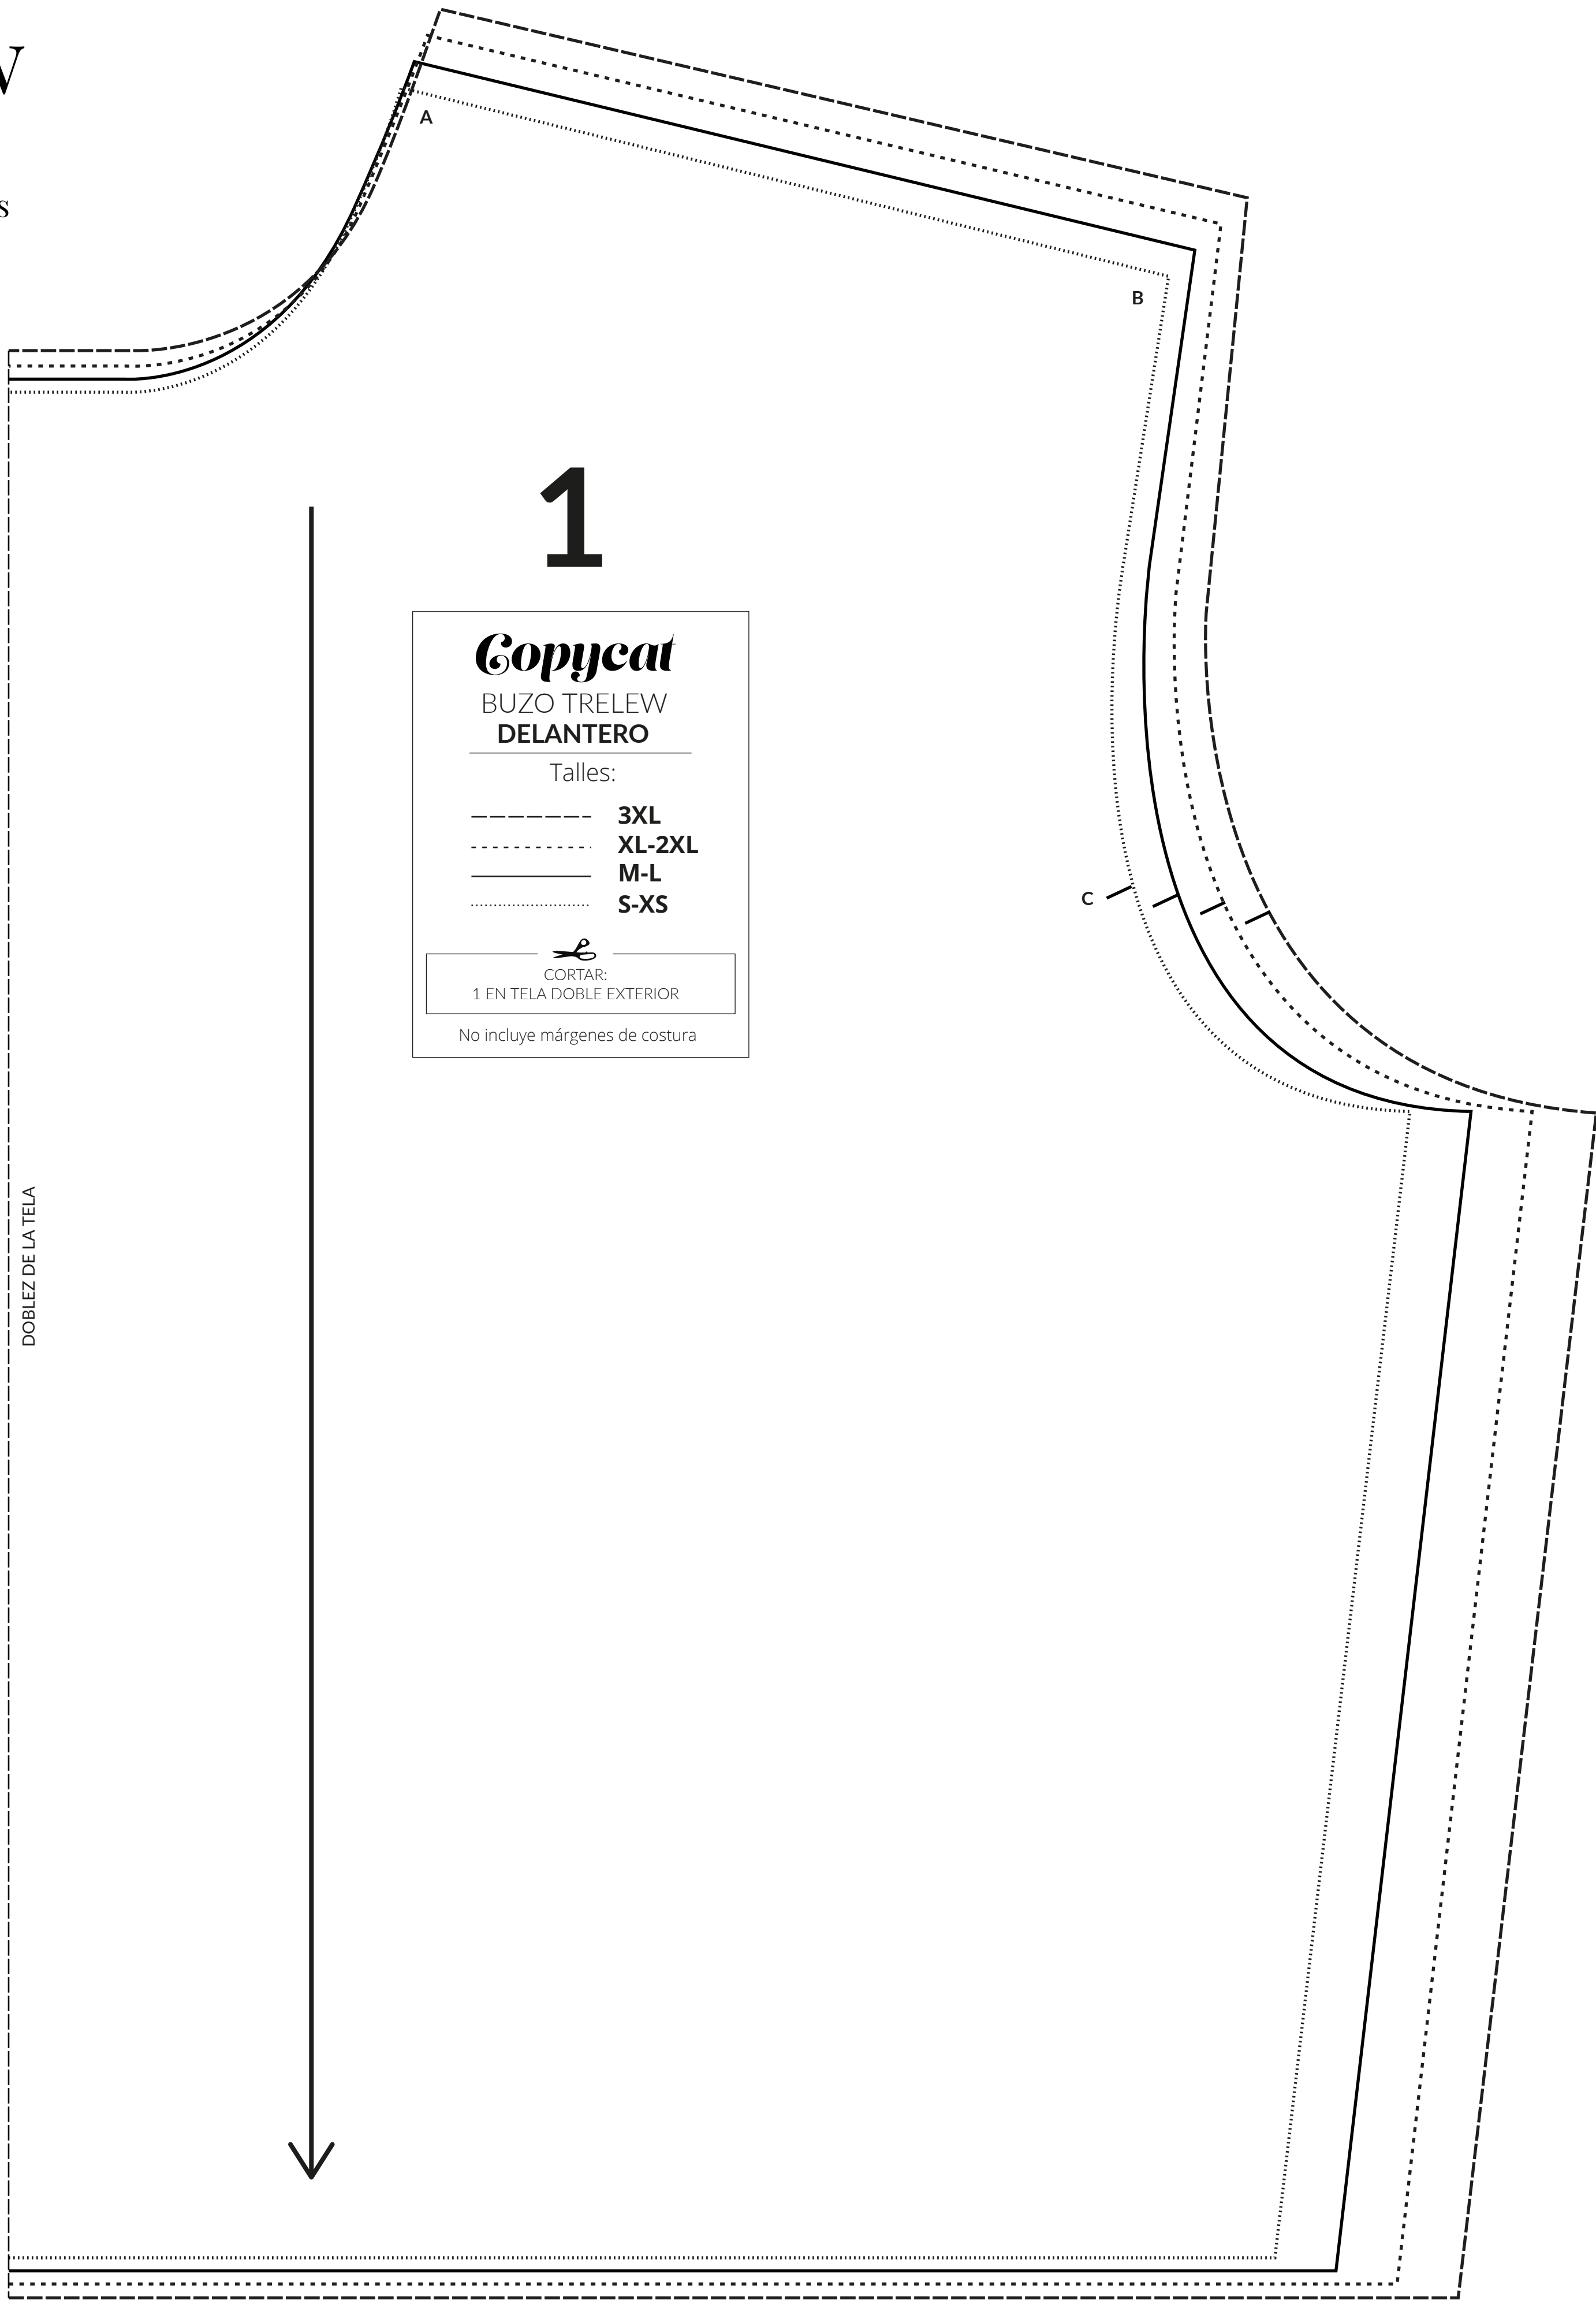 A
B
1
Copycat
BUZO TRELEW
DELANTERO
Talles:
3XL
XL-2XL
M-L
S-XS
C
CORTAR:
1 EN TELA DOBLE EXTERIOR
No incluye márgenes de costura
DOBLEZ DE LA TELA